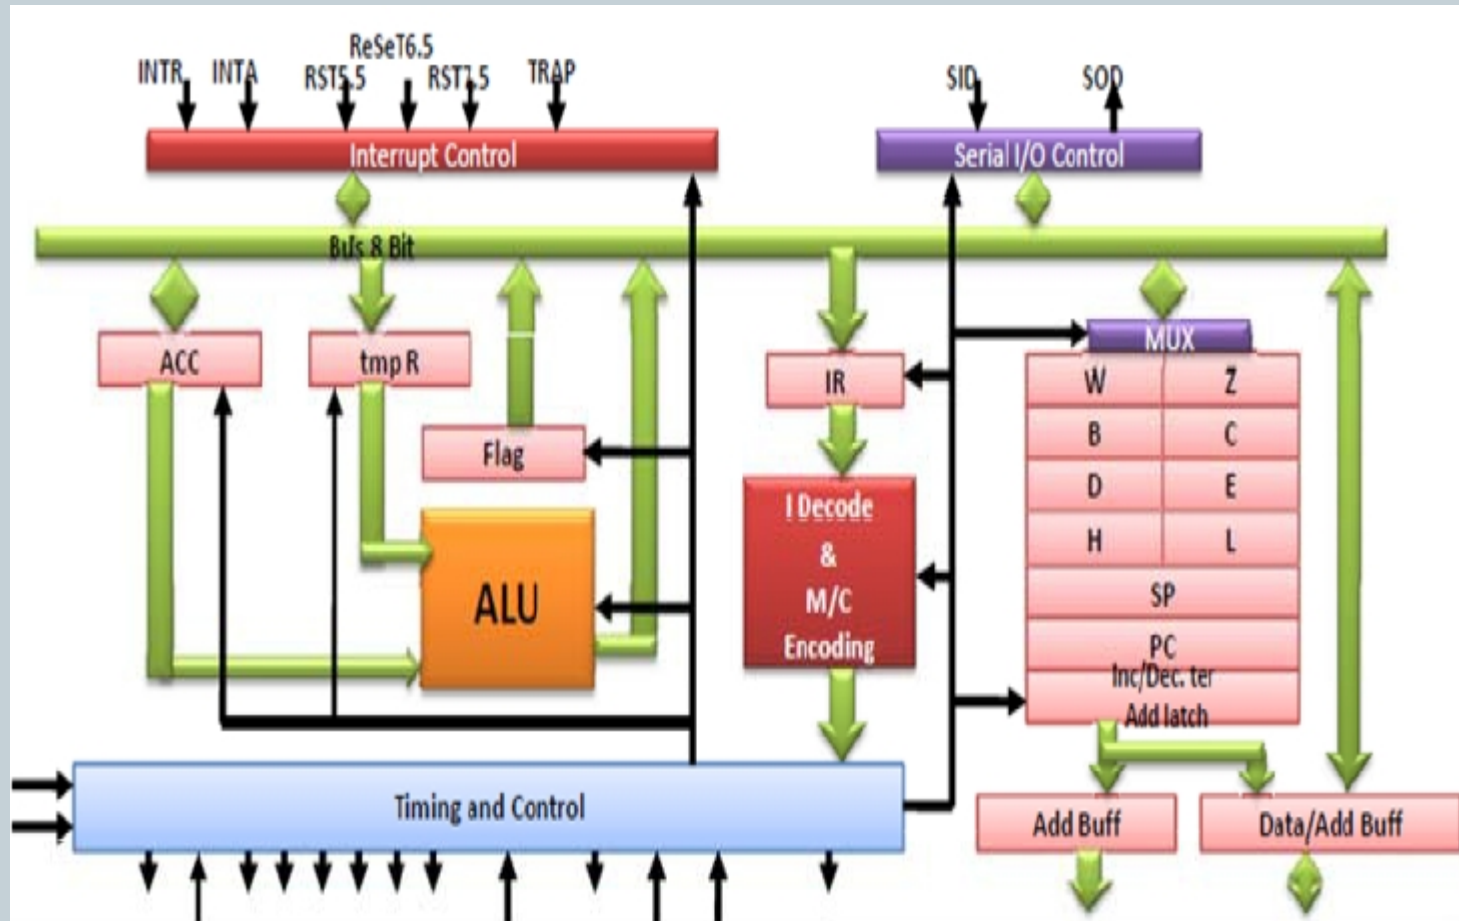 ReSeT6.5
INTR INTA RST5.5 RST7.5 TRAP
SID SOD
Interrupt Control
Serial I/O Control
Bus 8 Bit
ACC
tmp R
Flag
ALU
IR
I Decode
&
M/C
Encoding
MUX
W Z
B C
D E
H L
SP
PC
Inc/Dec. ter
Add latch
Timing and Control
Add Buff
Data/Add Buff